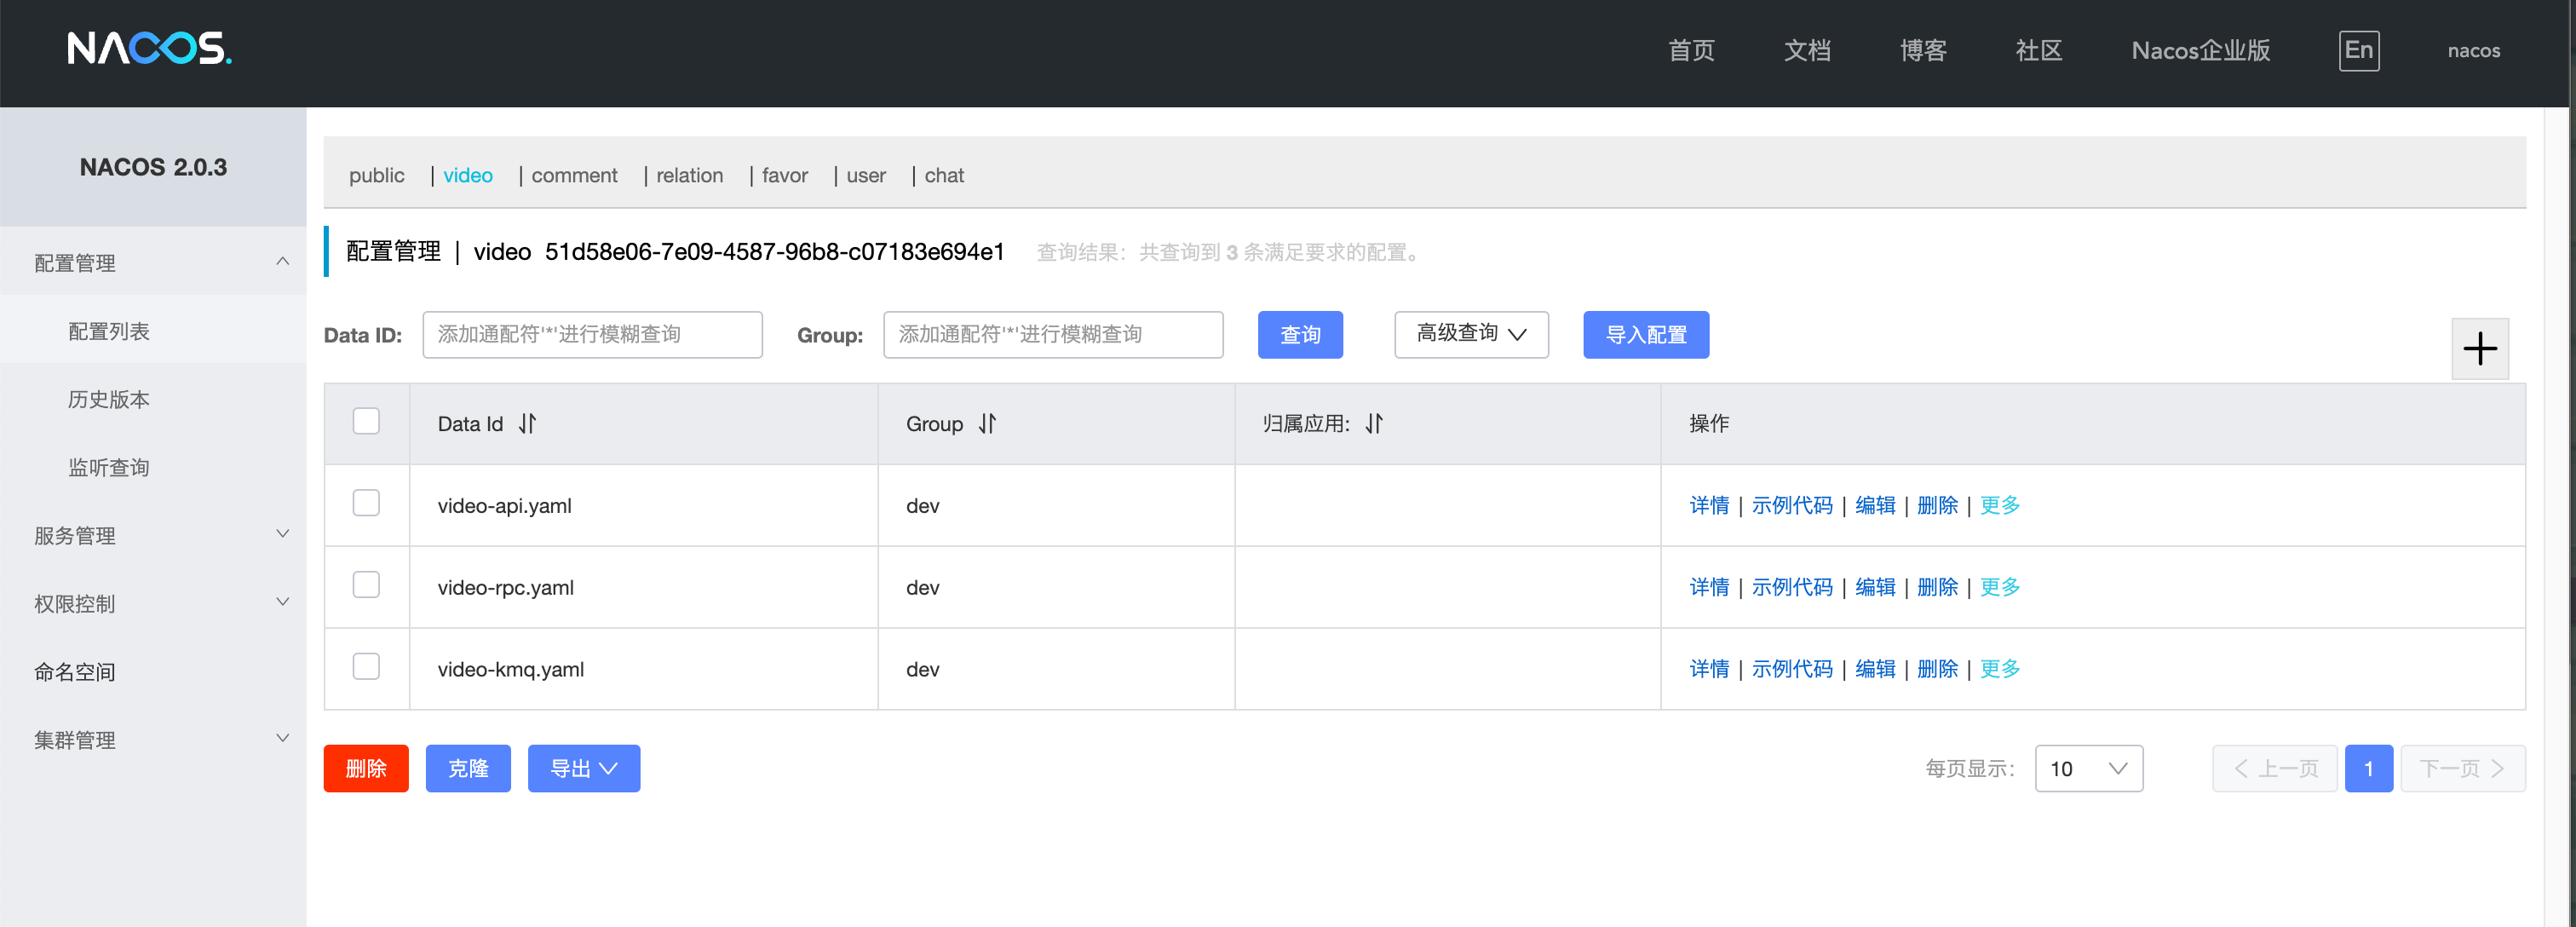 NACOS.
首页 文档 博客 社区 Nacos企业版 En nacos
NACOS 2.0.3
配置管理
配置列表
历史版本
监听查询
服务管理
权限控制
命名空间
集群管理
public | video | comment | relation | favor | user | chat
配置管理 | video 51d58e06-7e09-4587-96b8-c07183e694e1 查询结果：共查询到 3 条满足要求的配置。
Data ID: 添加通配符'*'进行模糊查询 Group: 添加通配符'*'进行模糊查询 查询 高级查询 导入配置
Data Id Group 归属应用: 操作
video-api.yaml dev 详情 | 示例代码 | 编辑 | 删除 | 更多
video-rpc.yaml dev 详情 | 示例代码 | 编辑 | 删除 | 更多
video-kmq.yaml dev 详情 | 示例代码 | 编辑 | 删除 | 更多
删除 克隆 导出 每页显示: 10 上一页 1 下一页